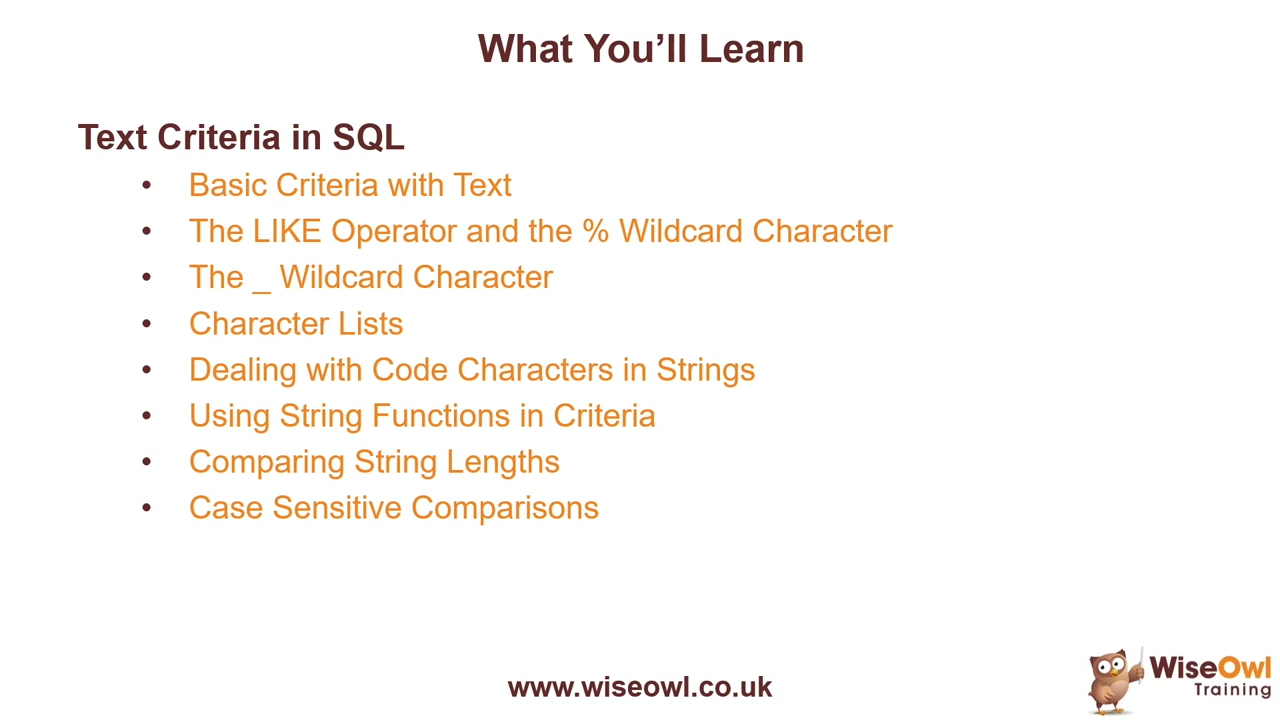 What You’ll Learn
Text Criteria in SQL
• Basic Criteria with Text
• The LIKE Operator and the % Wildcard Character
• The _ Wildcard Character
• Character Lists
• Dealing with Code Characters in Strings
• Using String Functions in Criteria
• Comparing String Lengths
• Case Sensitive Comparisons
www.wiseowl.co.uk
WiseOwl
Training